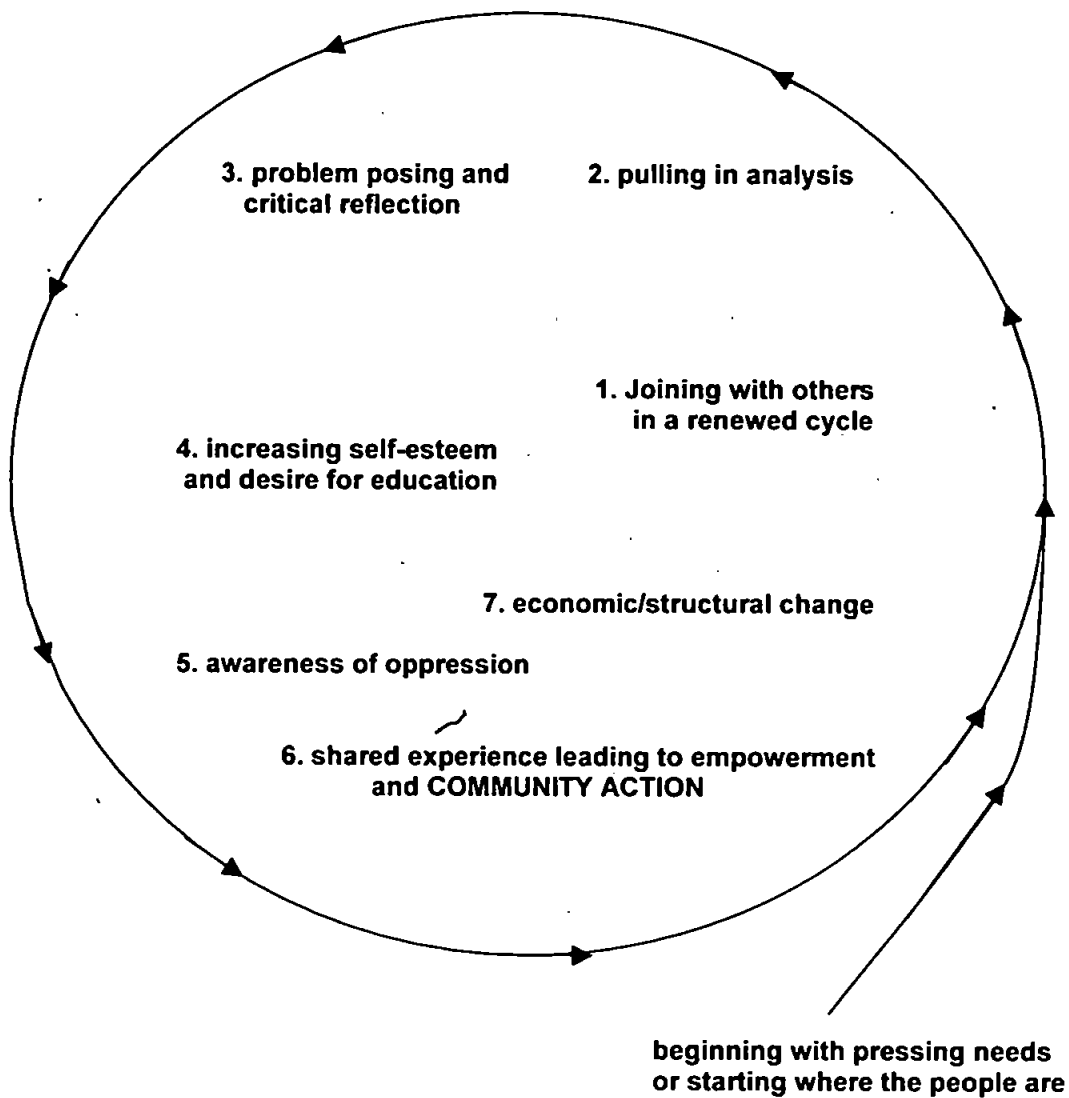 3. problem posing and
critical reflection
2. pulling in analysis
1. Joining with others
in a renewed cycle
4. increasing self-esteem
and desire for education
7. economic/structural change
5. awareness of oppression
6. shared experience leading to empowerment
and COMMUNITY ACTION
beginning with pressing needs
or starting where the people are